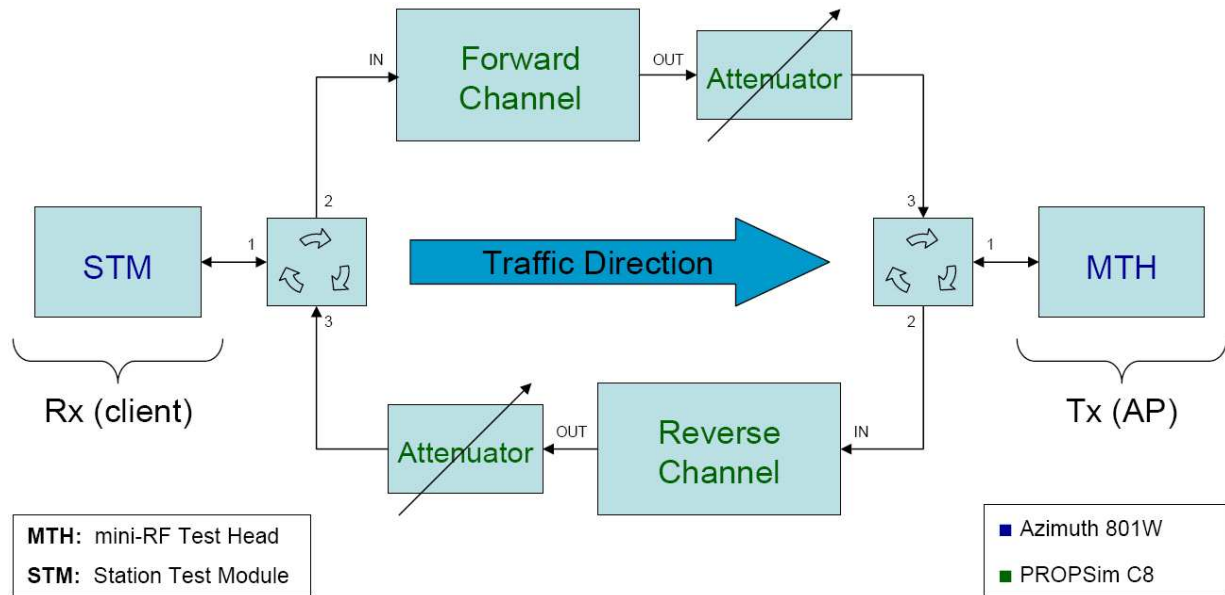 IN
Forward
Channel
OUT
Attenuator
2
3
STM
1
Traffic Direction
1
MTH
3
2
Rx (client)
Tx (AP)
Attenuator
OUT
Reverse
Channel
IN
MTH: mini-RF Test Head
STM: Station Test Module
Azimuth 801W
PROPSim C8